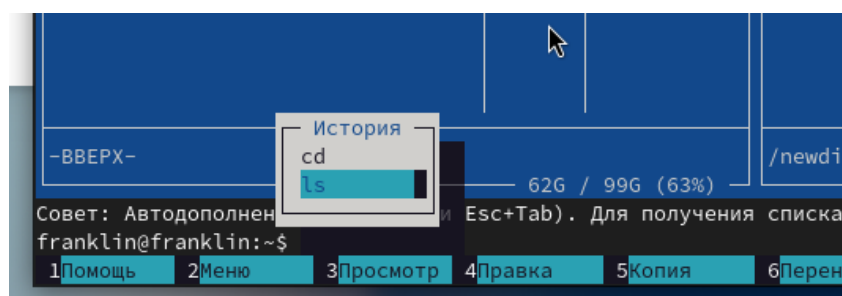 История
cd
-ВВЕРХ-
/newdi
ls
62G / 99G (63%)
Совет: Автодополнен и Esc+Tab). Для получения списка
franklin@franklin:~$
1Помощь 2Меню 3Просмотр 4Правка 5Копия 6Перен